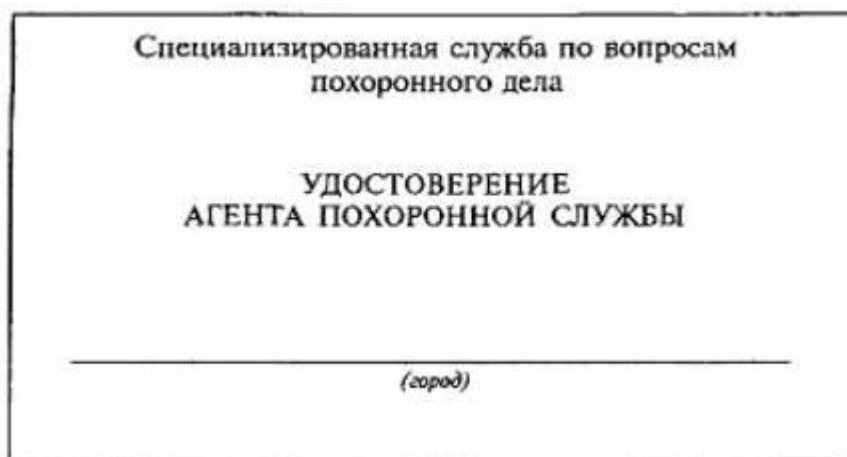 Специализированная служба по вопросам
похоронного дела
УДОСТОВЕРЕНИЕ
АГЕНТА ПОХОРОННОЙ СЛУЖБЫ
(город)